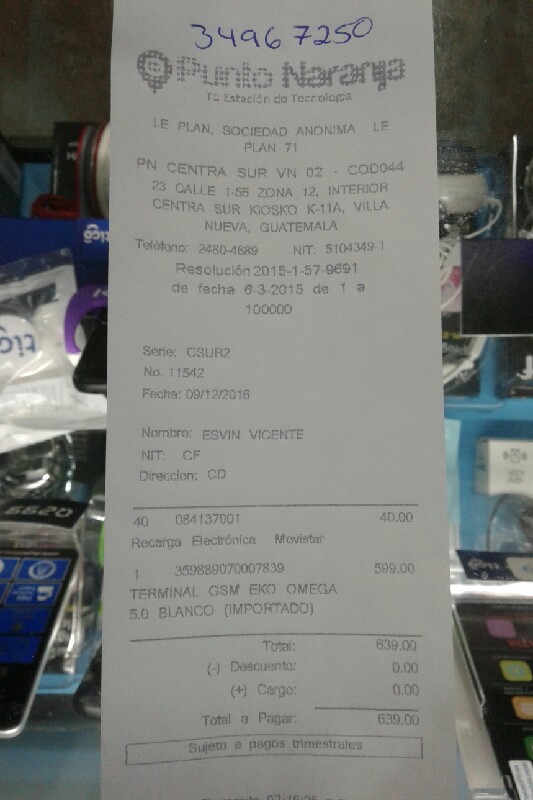 34967250
Punto Naranja
Tu Estación de Tecnología
LE PLAN, SOCIEDAD ANONIMA LE
PLAN 71
PN CENTRA SUR VN 02 - COD044
23 CALLE 1-55 ZONA 12, INTERIOR
CENTRA SUR KIOSKO K-11A, VILLA
NUEVA, GUATEMALA
Teléfono: 2480-4689 NIT: 5104349-1
Resolución 2015-1-57-9691
de fecha 6-3-2015 de 1 a
100000
Serie: CSUR2
No. 11542
Fecha: 09/12/2016
Nombre: ESVIN VICENTE
NIT: CF
Direccion: CD
40 084137001 40.00
Recarga Electrónica Movistar
1 359889070007839 599.00
TERMINAL GSM EKO OMEGA
5.0 BLANCO (IMPORTADO)
Total: 639.00
(-) Descuento: 0.00
(+) Cargo: 0.00
Total a Pagar: 639.00
Sujeto a pagos trimestrales
tigo
tigo
5520